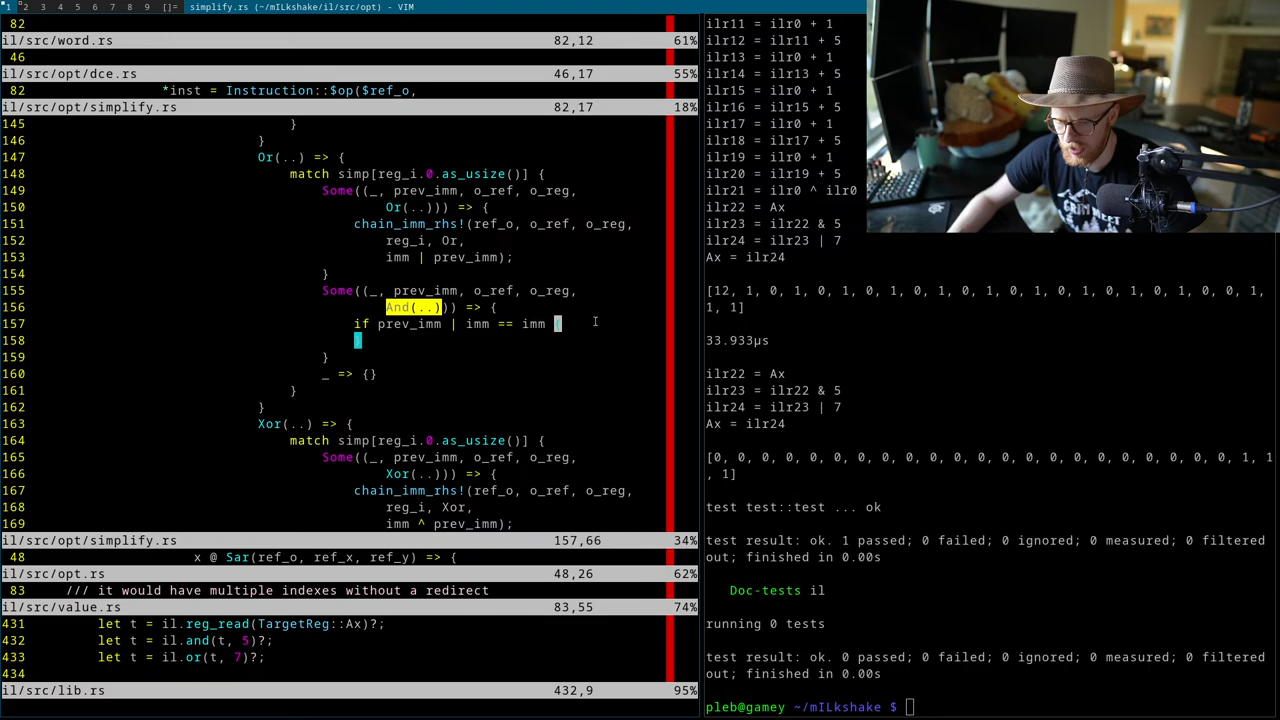 1 2 3 4 5 6 7 8 9 []= simplify.rs (~/mILkshake/il/src/opt) - VIM
82
il/src/word.rs 82,12 61%
46
il/src/opt/dce.rs 46,17 55%
82 *inst = Instruction::$op($ref_o,
il/src/opt/simplify.rs 82,17 18%
145 }
146 }
147 Or(..) => {
148 match simp[reg_i.0.as_usize()] {
149 Some((_, prev_imm, o_ref, o_reg,
150 Or(..))) => {
151 chain_imm_rhs!(ref_o, o_ref, o_reg,
152 reg_i, Or,
153 imm | prev_imm);
154 }
155 Some((_, prev_imm, o_ref, o_reg,
156 And(..))) => {
157 if prev_imm | imm == imm {
158 }
159 }
160 _ => {}
161 }
162 }
163 Xor(..) => {
164 match simp[reg_i.0.as_usize()] {
165 Some((_, prev_imm, o_ref, o_reg,
166 Xor(..))) => {
167 chain_imm_rhs!(ref_o, o_ref, o_reg,
168 reg_i, Xor,
169 imm ^ prev_imm);
il/src/opt/simplify.rs 157,66 34%
48 x @ Sar(ref_o, ref_x, ref_y) => {
il/src/opt.rs 48,26 62%
83 /// it would have multiple indexes without a redirect
il/src/value.rs 83,55 74%
431 let t = il.reg_read(TargetReg::Ax)?;
432 let t = il.and(t, 5)?;
433 let t = il.or(t, 7)?;
434
il/src/lib.rs 432,9 95%
ilr11 = ilr0 + 1
ilr12 = ilr11 + 5
ilr13 = ilr0 + 1
ilr14 = ilr13 + 5
ilr15 = ilr0 + 1
ilr16 = ilr15 + 5
ilr17 = ilr0 + 1
ilr18 = ilr17 + 5
ilr19 = ilr0 + 1
ilr20 = ilr19 + 5
ilr21 = ilr0 ^ ilr0
ilr22 = Ax
ilr23 = ilr22 & 5
ilr24 = ilr23 | 7
Ax = ilr24
[12, 1, 0, 1, 0, 1, 0, 1, 0, 1, 0, 1, 0, 1, 0, 1, 0, 1, 0, 0, 1,
1, 1]
33.933µs
ilr22 = Ax
ilr23 = ilr22 & 5
ilr24 = ilr23 | 7
Ax = ilr24
[0, 0, 0, 0, 0, 0, 0, 0, 0, 0, 0, 0, 0, 0, 0, 0, 0, 0, 0, 0, 0, 1, 1
, 1]
test test::test ... ok
test result: ok. 1 passed; 0 failed; 0 ignored; 0 measured; 0 filtered
out; finished in 0.00s
Doc-tests il
running 0 tests
test result: ok. 0 passed; 0 failed; 0 ignored; 0 measured; 0 filtered
out; finished in 0.00s
pleb@gamey ~/mILkshake $